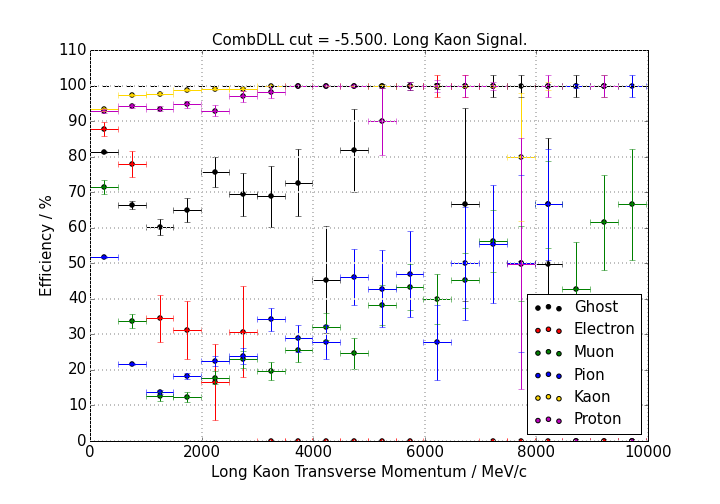 CombDLL cut = -5.500. Long Kaon Signal.
110
100
90
80
70
60
50
40
30
20
10
0
Efficiency / %
Ghost
Electron
Muon
Pion
Kaon
Proton
0 2000 4000 6000 8000 10000
Long Kaon Transverse Momentum / MeV/c